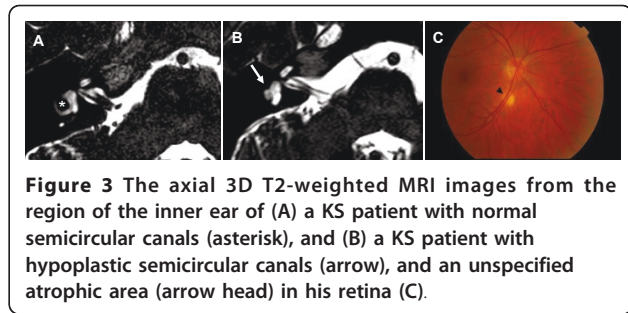 A
B
C
*
Figure 3 The axial 3D T2-weighted MRI images from the
region of the inner ear of (A) a KS patient with normal
semicircular canals (asterisk), and (B) a KS patient with
hypoplastic semicircular canals (arrow), and an unspecified
atrophic area (arrow head) in his retina (C).